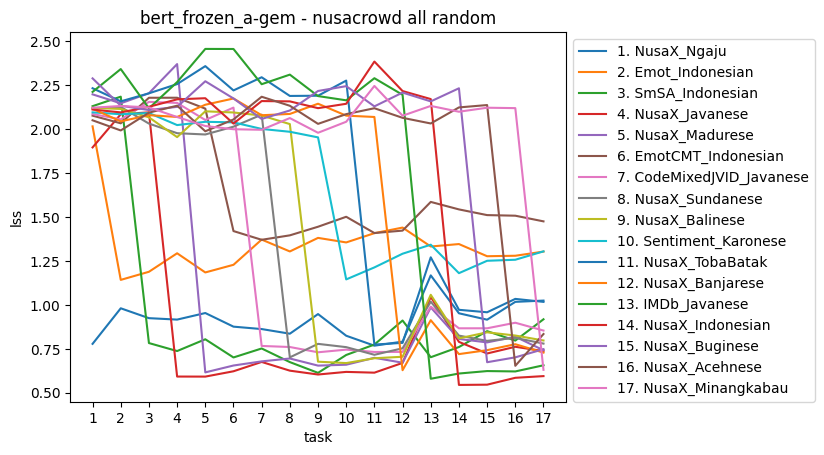 bert_frozen_a-gem - nusacrowd all random
lss
2.50
2.25
2.00
1.75
1.50
1.25
1.00
0.75
0.50
1 2 3 4 5 6 7 8 9 10 11 12 13 14 15 16 17
task
1. NusaX_Ngaju
2. Emot_Indonesian
3. SmSA_Indonesian
4. NusaX_Javanese
5. NusaX_Madurese
6. EmotCMT_Indonesian
7. CodeMixedJVID_Javanese
8. NusaX_Sundanese
9. NusaX_Balinese
10. Sentiment_Karonese
11. NusaX_TobaBatak
12. NusaX_Banjarese
13. IMDb_Javanese
14. NusaX_Indonesian
15. NusaX_Buginese
16. NusaX_Acehnese
17. NusaX_Minangkabau